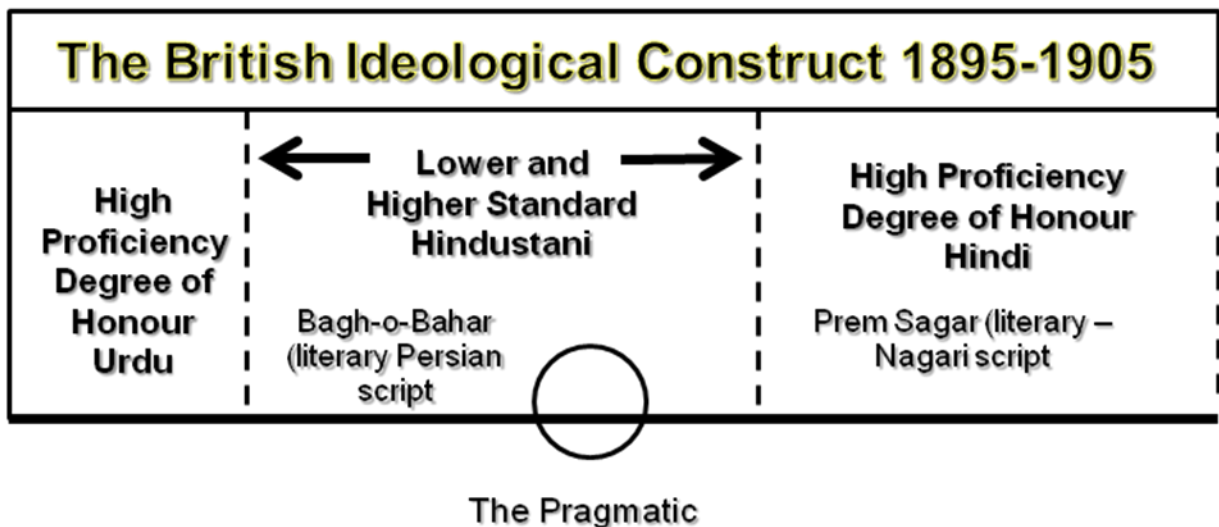 The British Ideological Construct 1895-1905
High
Proficiency
Degree of
Honour
Urdu
Lower and
Higher Standard
Hindustani
Bagh-o-Bahar
(literary Persian
script
High Proficiency
Degree of Honour
Hindi
Prem Sagar (literary –
Nagari script
The Pragmatic